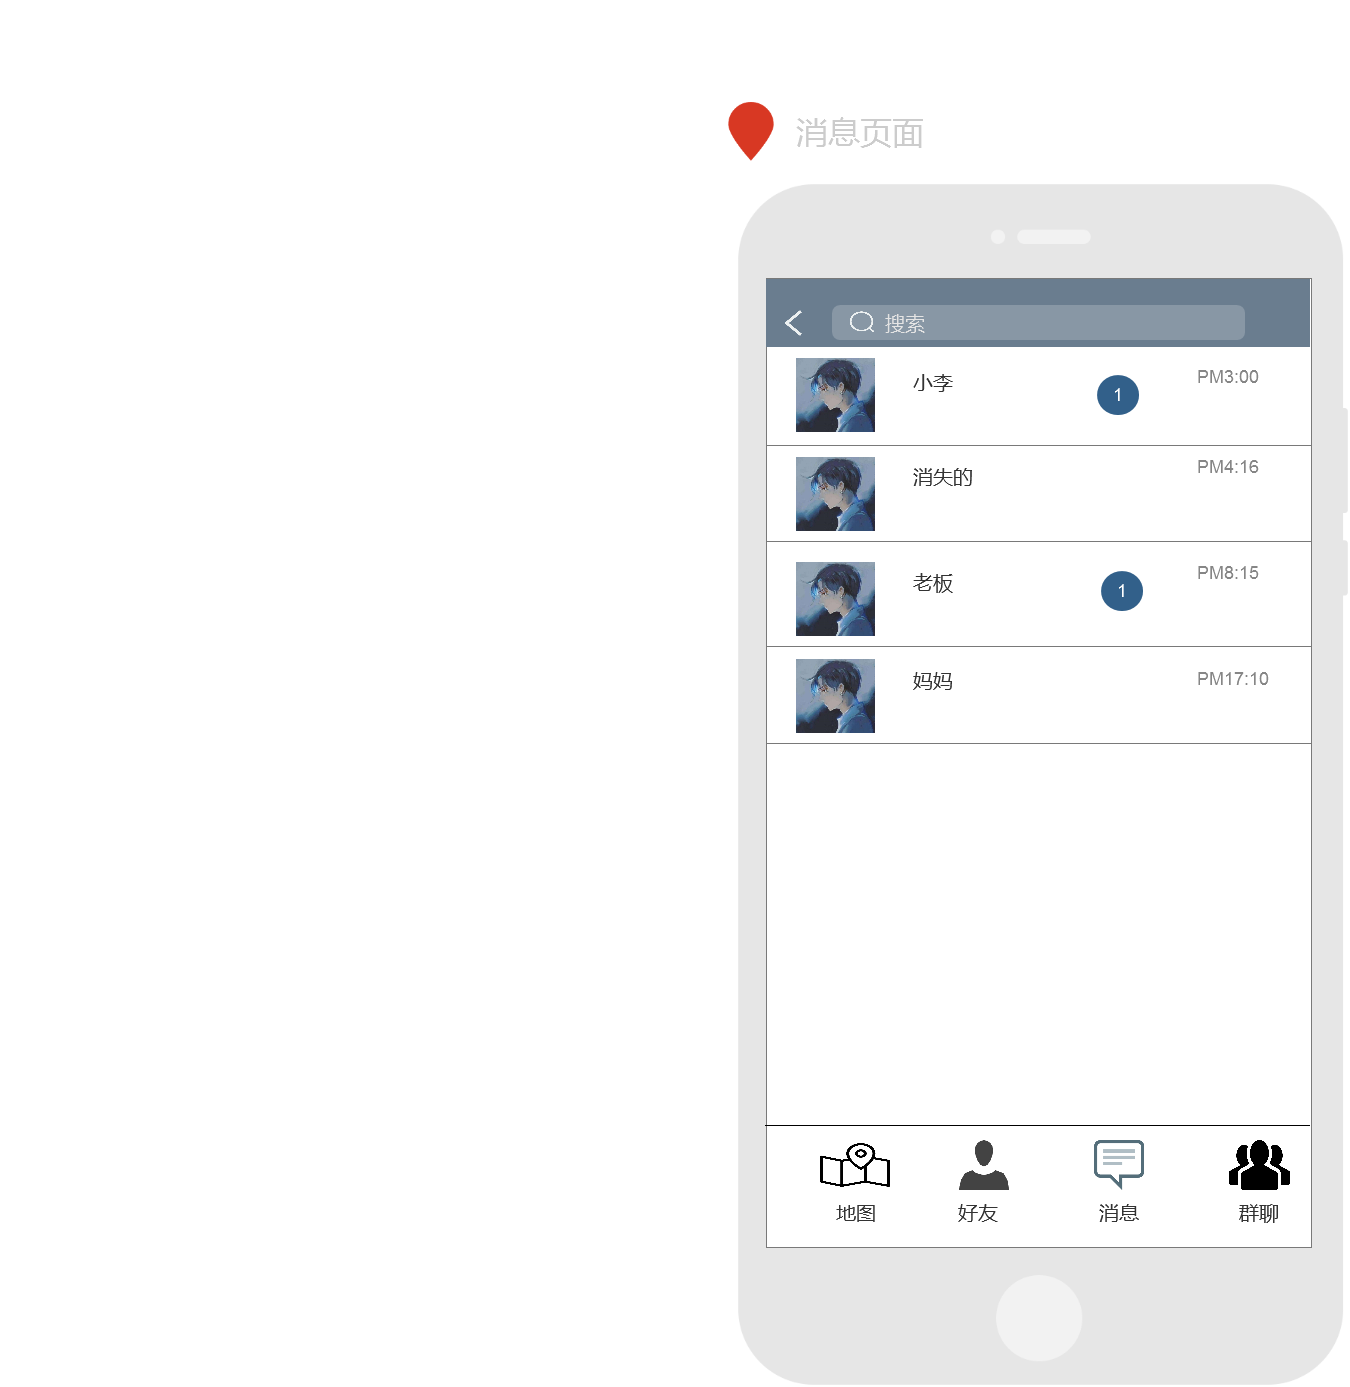 消息页面
搜索
小李
1
PM3:00
消失的
PM4:16
老板
1
PM8:15
妈妈
PM17:10
地图 好友 消息 群聊